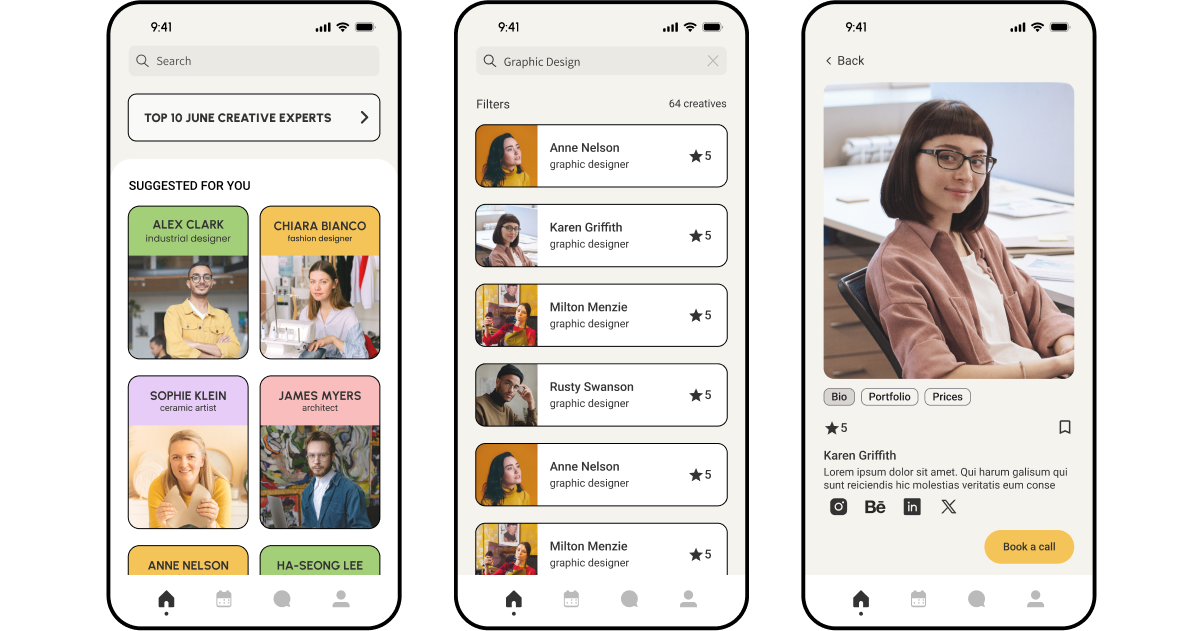 9:41
Search
TOP 10 JUNE CREATIVE EXPERTS
SUGGESTED FOR YOU
ALEX CLARK
industrial designer
CHIARA BIANCO
fashion designer
SOPHIE KLEIN
ceramic artist
JAMES MYERS
architect
ANNE NELSON
HA-SEONG LEE
9:41
Graphic Design
Filters
64 creatives
Anne Nelson
graphic designer
5
Karen Griffith
graphic designer
5
Milton Menzie
graphic designer
5
Rusty Swanson
graphic designer
5
Anne Nelson
graphic designer
5
Milton Menzie
graphic designer
5
9:41
Back
Bio
Portfolio
Prices
5
Karen Griffith
Lorem ipsum dolor sit amet. Qui harum galisum qui
sunt reiciendis hic molestias veritatis eum conse
Bē
in
X
Book a call